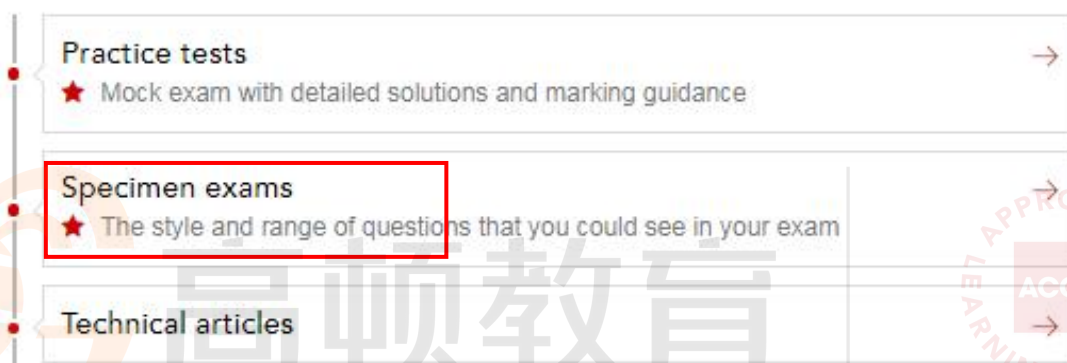 Practice tests
Mock exam with detailed solutions and marking guidance
Specimen exams
The style and range of questions that you could see in your exam
Technical articles
高顿教育